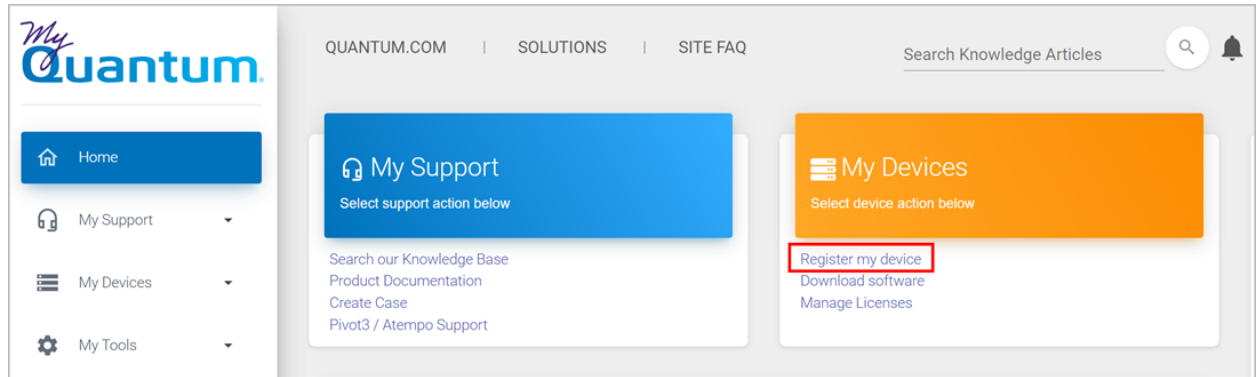 My
Quantum.
QUANTUM.COM | SOLUTIONS | SITE FAQ
Search Knowledge Articles
Home
My Support
My Devices
My Tools
My Support
Select support action below
Search our Knowledge Base
Product Documentation
Create Case
Pivot3 / Atempo Support
My Devices
Select device action below
Register my device
Download software
Manage Licenses